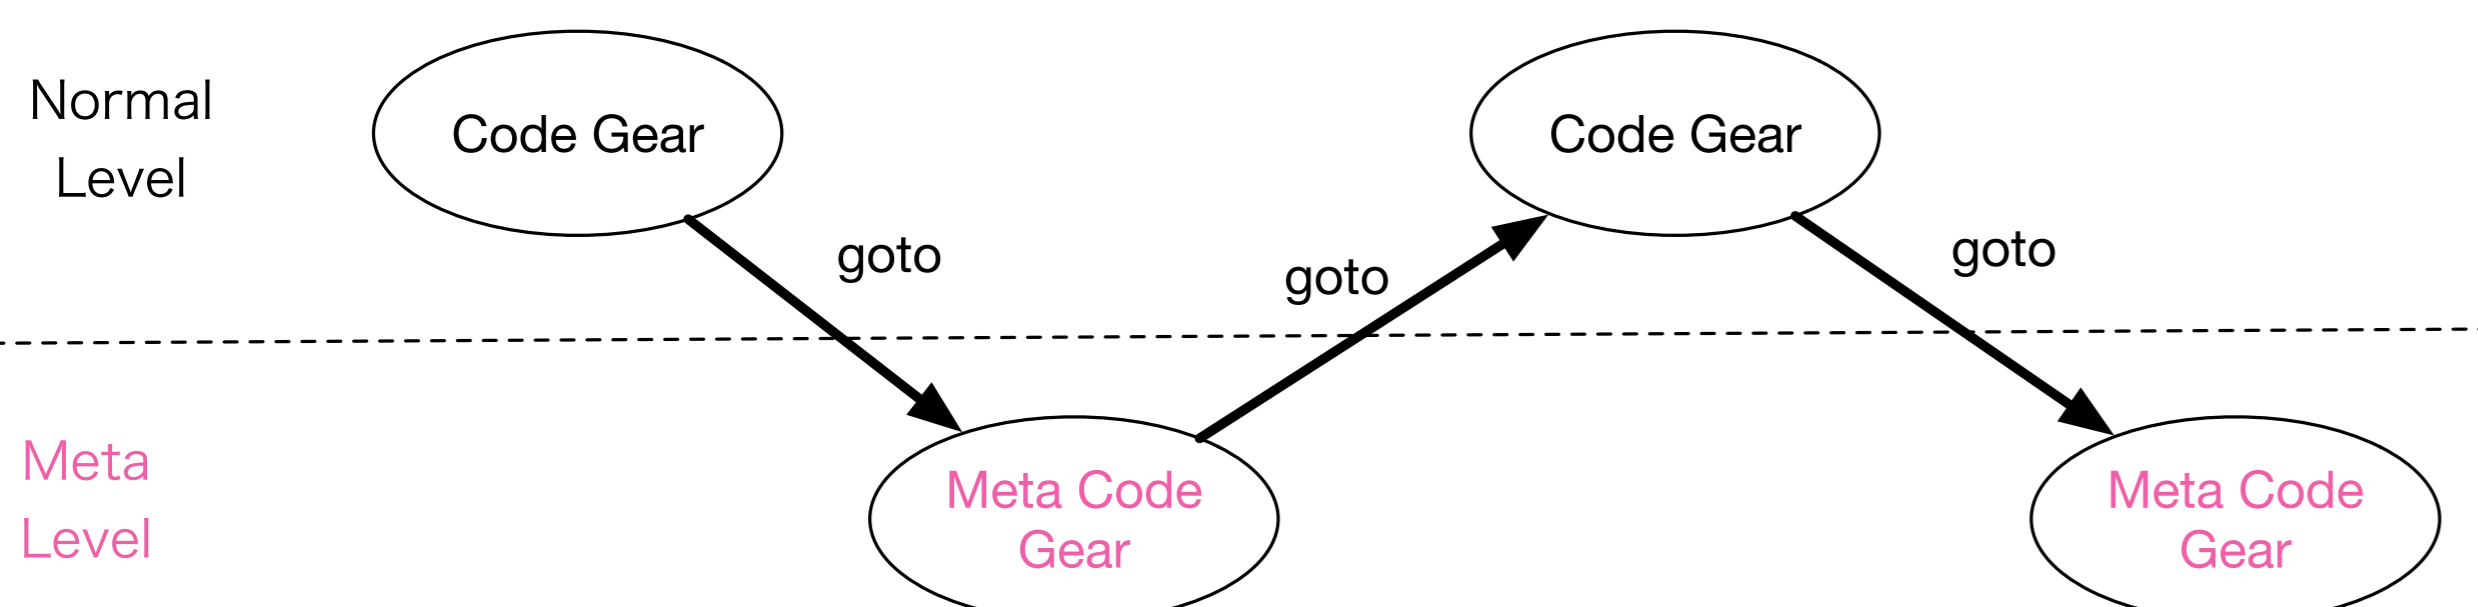 Normal
Level
Code Gear
Code Gear
goto
goto
goto
Meta
Level
Meta Code
Gear
Meta Code
Gear